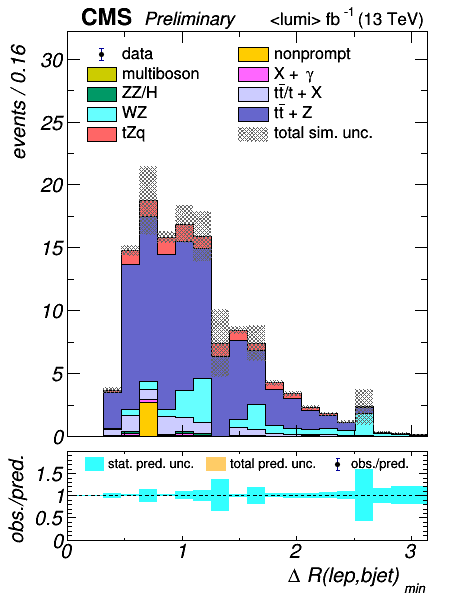 CMS Preliminary <lumi> fb⁻¹ (13 TeV)
events / 0.16
30
25
20
15
10
5
0
data
multiboson
ZZ/H
WZ
tZq
nonprompt
X + γ
tt̄/t + X
tt̄ + Z
total sim. unc.
obs./pred.
1.5
1
0.5
0
stat. pred. unc. total pred. unc. obs./pred.
0 1 2 3
Δ R(lep,bjet) min